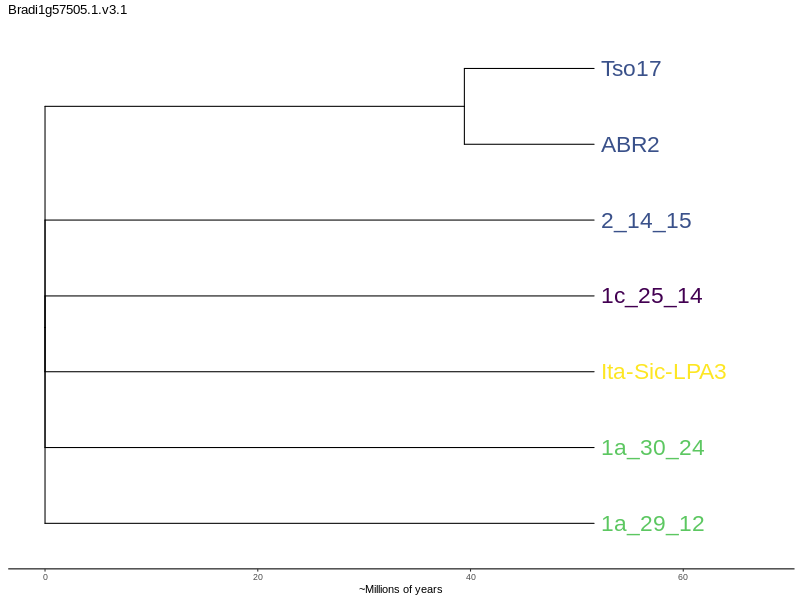 Bradi1g57505.1.v3.1
Tso17
ABR2
2_14_15
1c_25_14
Ita-Sic-LPA3
1a_30_24
1a_29_12
0 20 40 60
~Millions of years